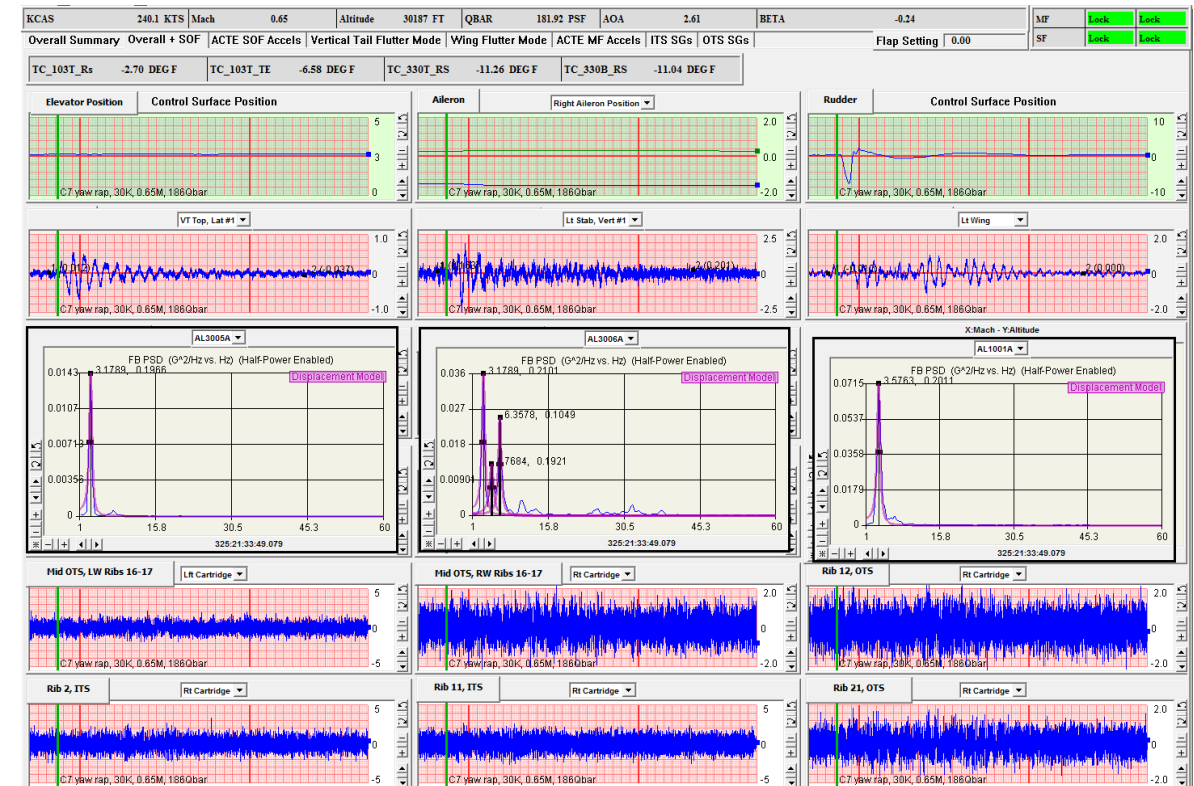 KCAS 240.1 KTS Mach 0.65 Altitude 30187 FT QBAR 181.92 PSF AOA 2.61 BETA -0.24 MF Lock Lock
Overall Summary Overall + SOF ACTE SOF Accels Vertical Tail Flutter Mode Wing Flutter Mode ACTE MF Accels ITS SGs OTS SGs Flap Setting 0.00 SF Lock Lock
TC_103T_Rs -2.70 DEG F TC_103T_TE -6.58 DEG F TC_330T_RS -11.26 DEG F TC_330B_RS -11.04 DEG F
Elevator Position Control Surface Position Aileron Right Aileron Position Rudder Control Surface Position
5 2.0 10
3 0.0 0
C7 yaw rap, 30K, 0.65M, 186Qbar 0 C7 yaw rap, 30K, 0.65M, 186Qbar -2.0 C7 yaw rap, 30K, 0.65M, 186Qbar -10
VT Top, Lat #1 Lt Stab, Vert #1 Lt Wing
1.0 2.5 2.0
2 (0.037) 0 2 (0.201) 0 2 (0.000) 0
C7 yaw rap, 30K, 0.65M, 186Qbar -1.0 C7 yaw rap, 30K, 0.65M, 186Qbar -2.5 C7 yaw rap, 30K, 0.65M, 186Qbar -2.0
X:Mach - Y:Altitude
AL3005A AL3006A AL1001A
FB PSD (G^2/Hz vs. Hz) (Half-Power Enabled) FB PSD (G^2/Hz vs. Hz) (Half-Power Enabled) FB PSD (G^2/Hz vs. Hz) (Half-Power Enabled)
0.0143 3.1789, 0.1966 0.036 3.1789, 0.2101 0.0715 3.5763, 0.2011
Displacement Model Displacement Model Displacement Model
0.0107 0.027 6.3578, 0.1049 0.0537
0.018 0.0358
7684, 0.1921
0.0179
0 0 0
1 15.8 30.5 45.3 60 1 15.8 30.5 45.3 60 1 15.8 30.5 45.3 60
325:21:33:49.079 325:21:33:49.079 325:21:33:49.079
Mid OTS, LW Ribs 16-17 Lft Cartridge Mid OTS, RW Ribs 16-17 Rt Cartridge Rib 12, OTS Rt Cartridge
5 2.0 2.0
0 0 0
C7 yaw rap, 30K, 0.65M, 186Qbar -5 C7 yaw rap, 30K, 0.65M, 186Qbar -2.0 C7 yaw rap, 30K, 0.65M, 186Qbar -2.0
Rib 2, ITS Rt Cartridge Rib 11, ITS Rt Cartridge Rib 21, OTS Rt Cartridge
5 5 2.0
0 0 0
C7 yaw rap, 30K, 0.65M, 186Qbar -5 C7 yaw rap, 30K, 0.65M, 186Qbar -5 C7 yaw rap, 30K, 0.65M, 186Qbar -2.0